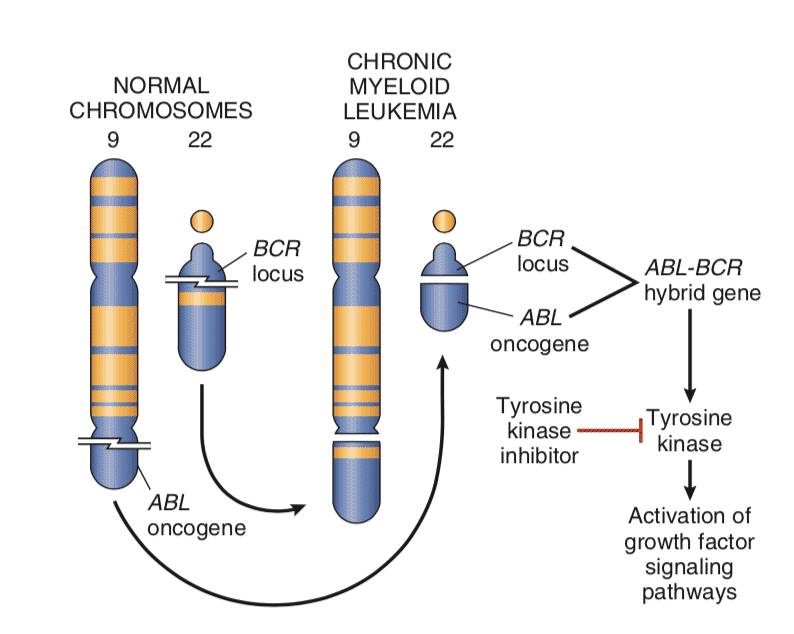 NORMAL
CHROMOSOMES
9
22
CHRONIC
MYELOID
LEUKEMIA
9
22
BCR
locus
ABL
oncogene
BCR
locus
ABL
oncogene
ABL-BCR
hybrid gene
Tyrosine
kinase
inhibitor
Tyrosine
kinase
Activation of
growth factor
signaling
pathways